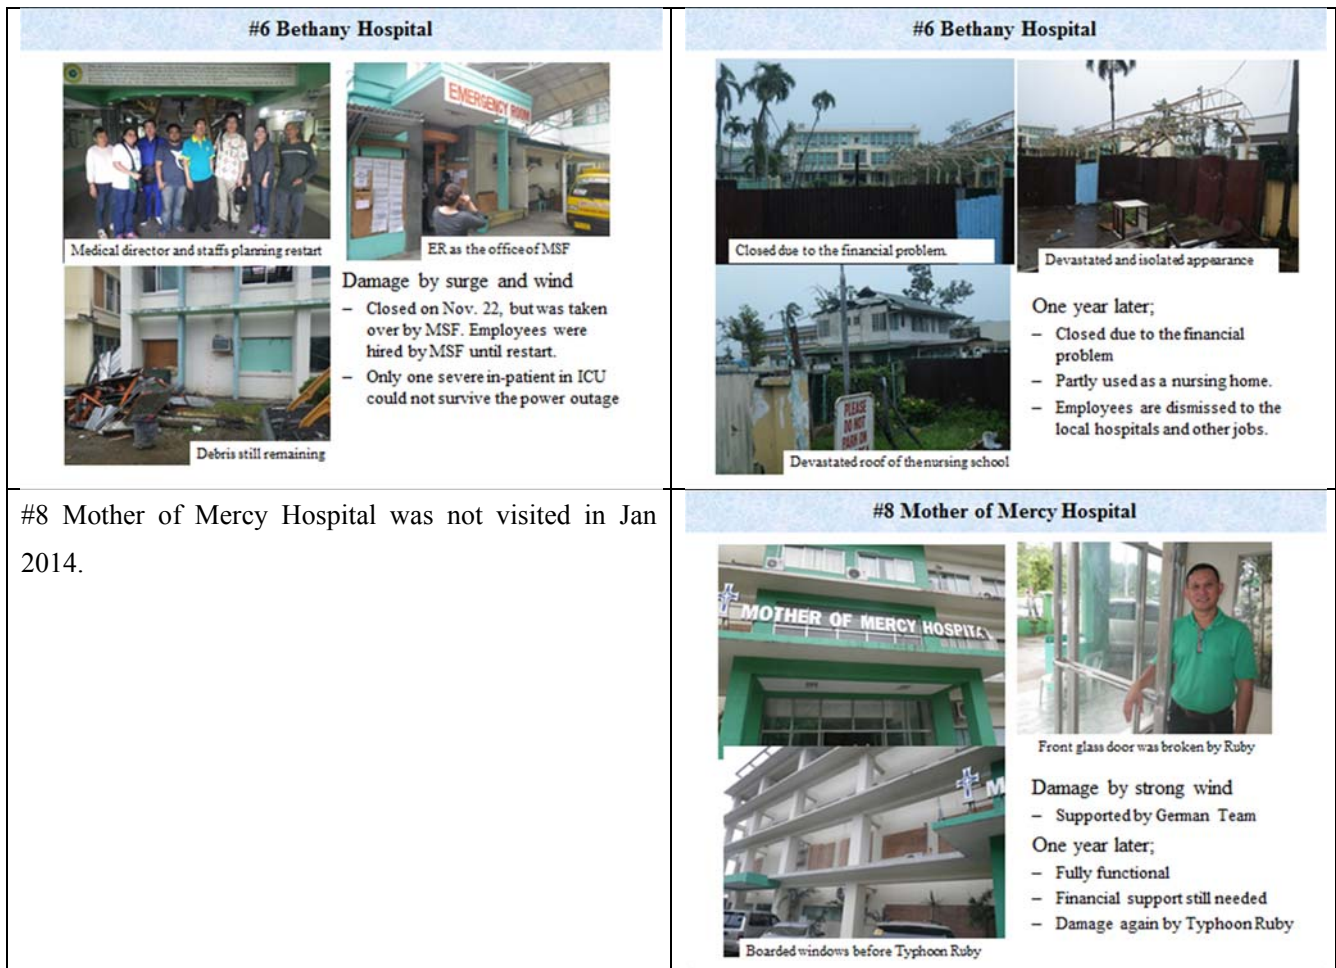 #6 Bethany Hospital
Medical director and staffs planning restart
EMERGENCY ROOM
ER as the office of MSF
Debris still remaining
Damage by surge and wind
– Closed on Nov. 22, but was taken
over by MSF. Employees were
hired by MSF until restart.
– Only one severe in-patient in ICU
could not survive the power outage
#6 Bethany Hospital
Closed due to the financial problem.
Devastated and isolated appearance
PLEASE
DO NOT
PARK ON
Devastated roof of the nursing school
One year later;
– Closed due to the financial
problem
– Partly used as a nursing home.
– Employees are dismissed to the
local hospitals and other jobs.
#8 Mother of Mercy Hospital was not visited in Jan
2014.
#8 Mother of Mercy Hospital
MOTHER OF MERCY HOSPITAL
Front glass door was broken by Ruby
M
Boarded windows before Typhoon Ruby
Damage by strong wind
– Supported by German Team
One year later;
– Fully functional
– Financial support still needed
– Damage again by Typhoon Ruby